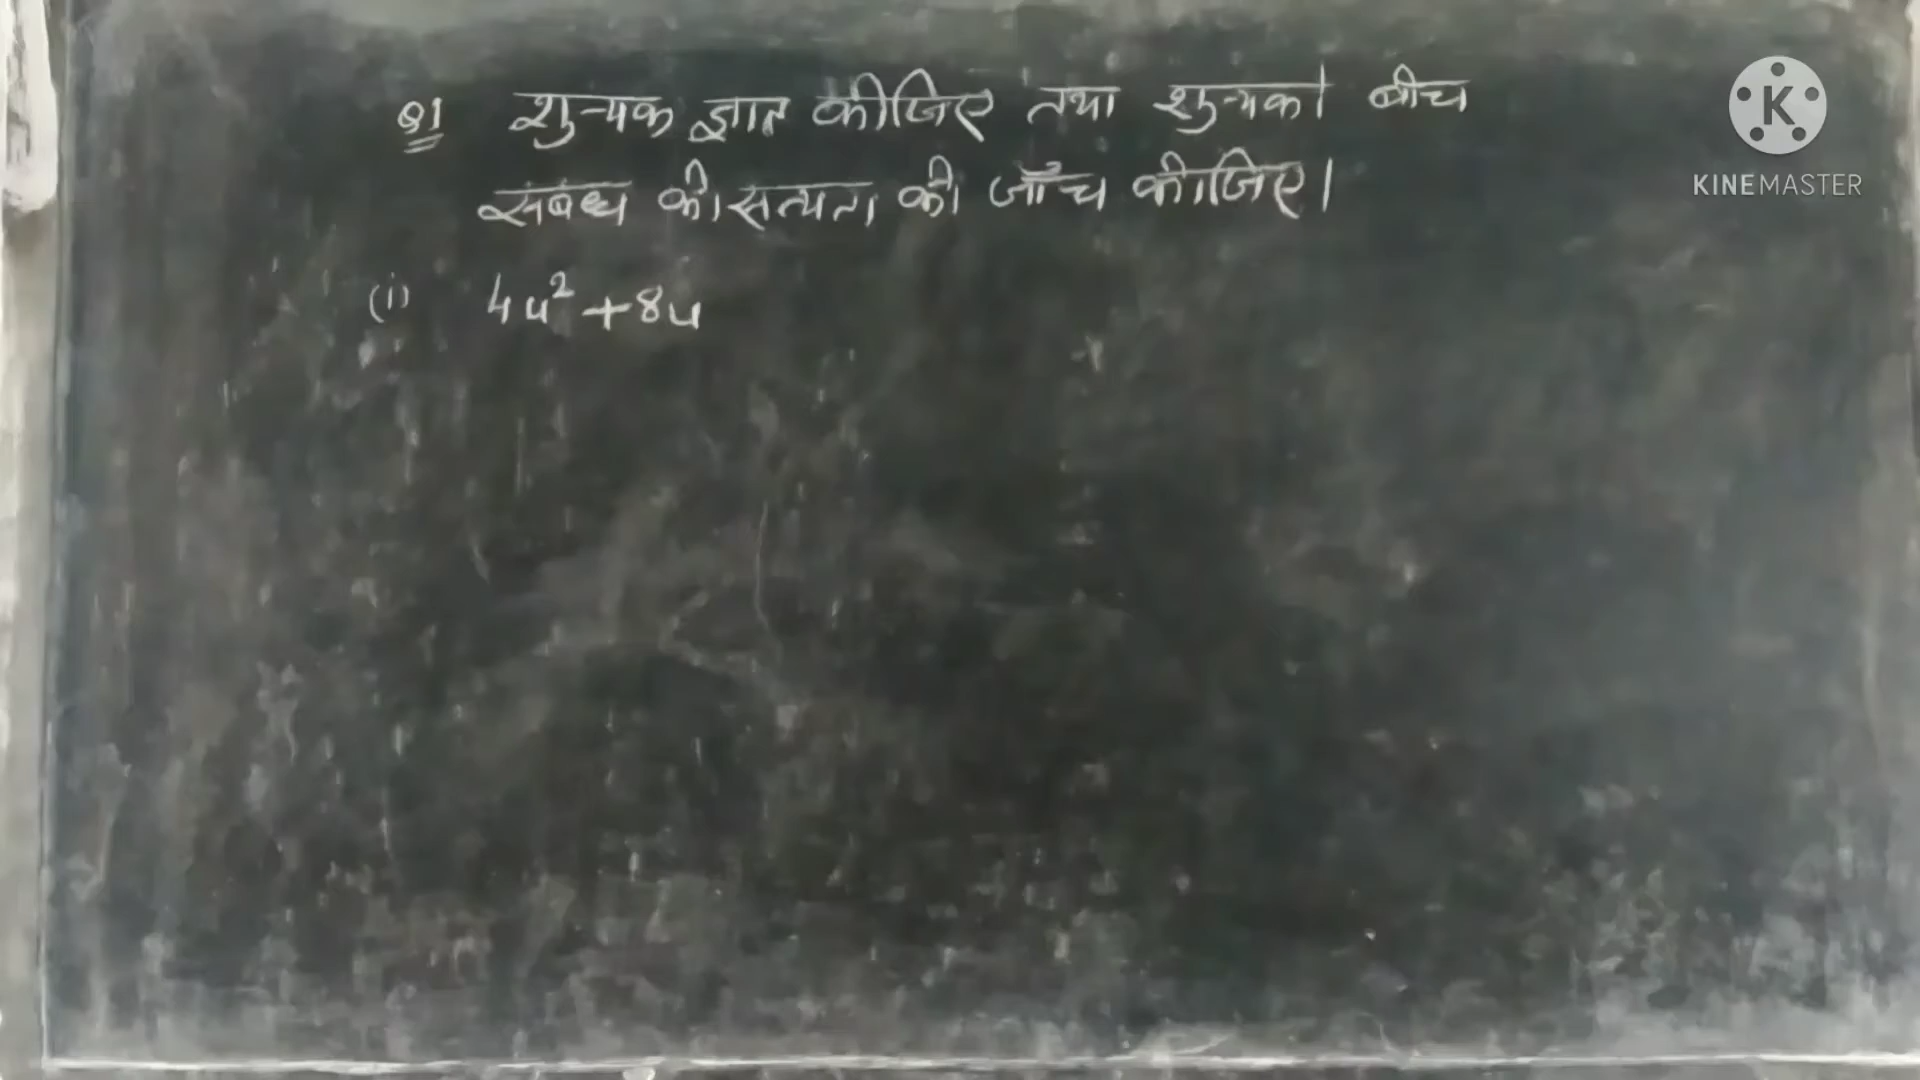 Q1 शुन्यक ज्ञात कीजिए तथा शुन्यको बीच
संबंध की सत्यता की जाँच कीजिए।
(i) 4u² + 8u
K
KINEMASTER